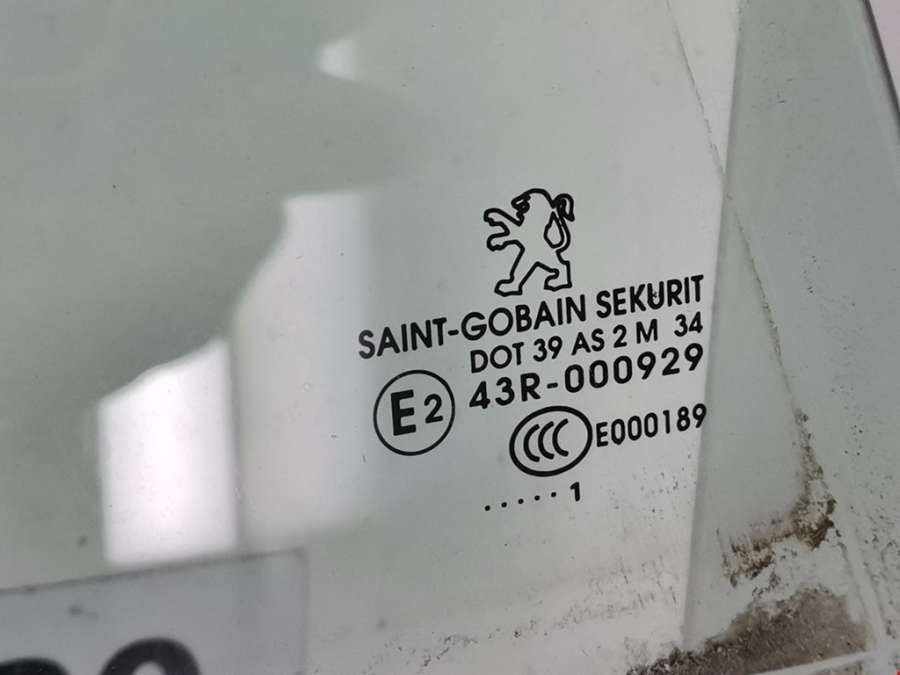 SAINT-GOBAIN SEKURIT
DOT 39 AS 2 M 34
E2 43R-000929
CCC E000189
.....1